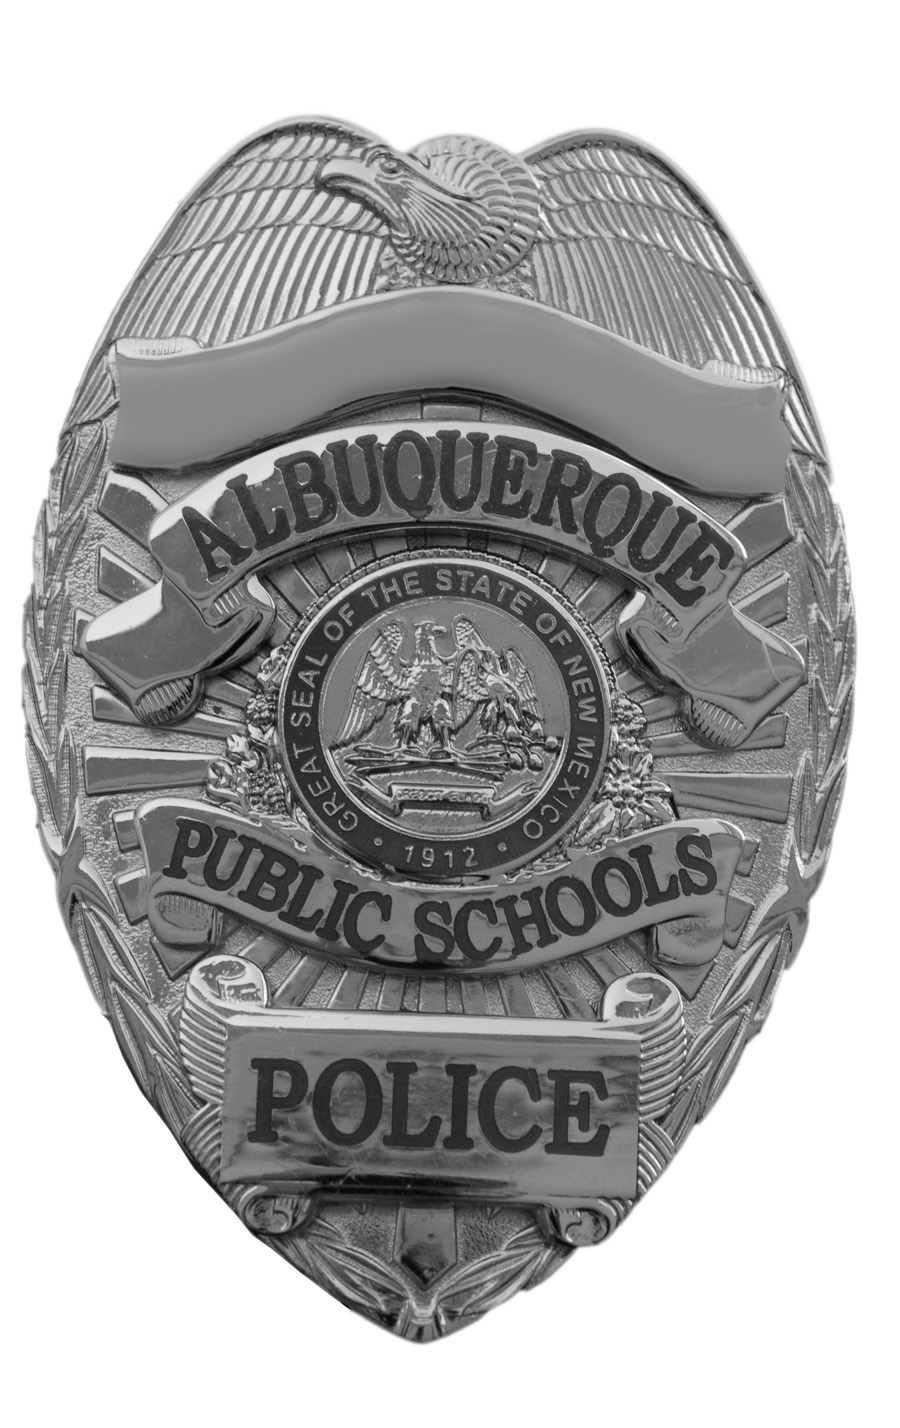 ALBUQUERQUE
GREAT SEAL OF THE STATE OF NEW MEXICO
• 1912 •
PUBLIC SCHOOLS
POLICE